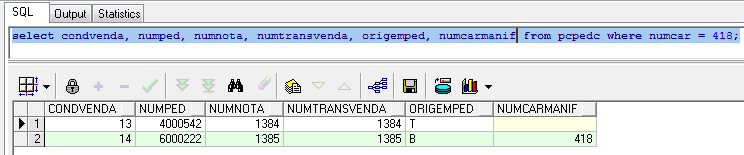 SQL Output Statistics
select condvenda, numped, numnota, numtransvenda, origemped, numcarmanif from pcpedc where numcar = 418;
CONDVENDA NUMPED NUMNOTA NUMTRANSVENDA ORIGEMPED NUMCARMANIF
1 13 4000542 1384 1384 T
2 14 6000222 1385 1385 B 418